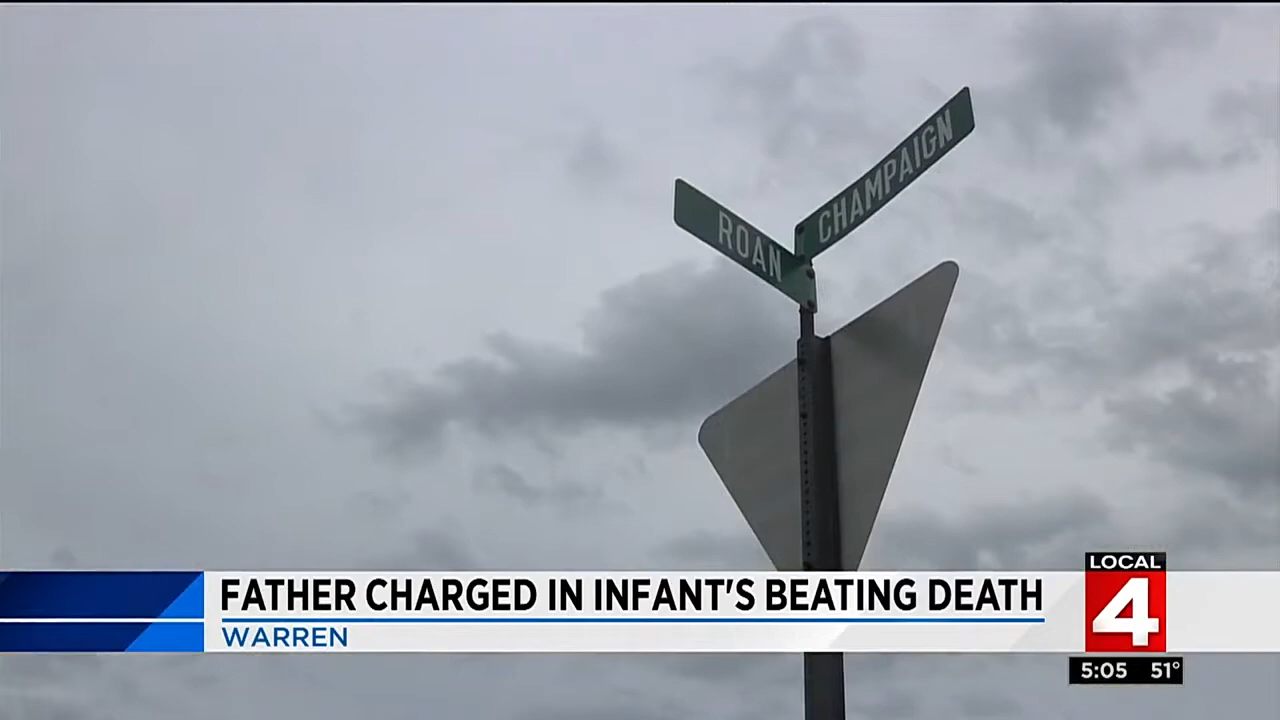 CHAMPAIGN
ROAN
FATHER CHARGED IN INFANT'S BEATING DEATH
WARREN
LOCAL
4
5:05 51°